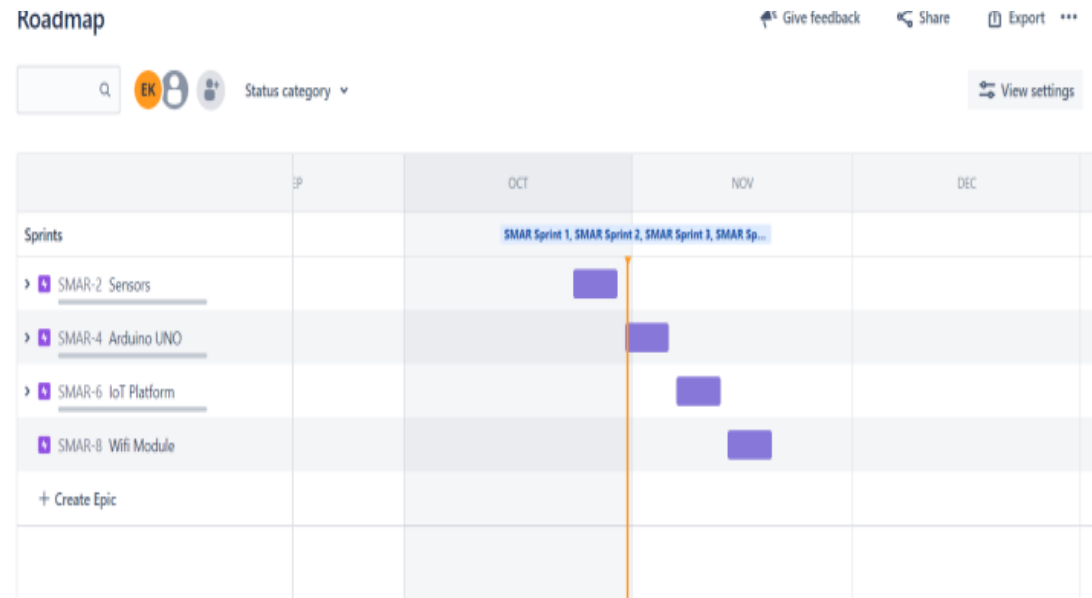 Roadmap
Give feedback
Share
Export
EK
Status category
View settings
EP
OCT
NOV
DEC
Sprints
SMAR Sprint 1, SMAR Sprint 2, SMAR Sprint 3, SMAR Sp...
SMAR-2 Sensors
SMAR-4 Arduino UNO
SMAR-6 IoT Platform
SMAR-8 Wifi Module
+ Create Epic